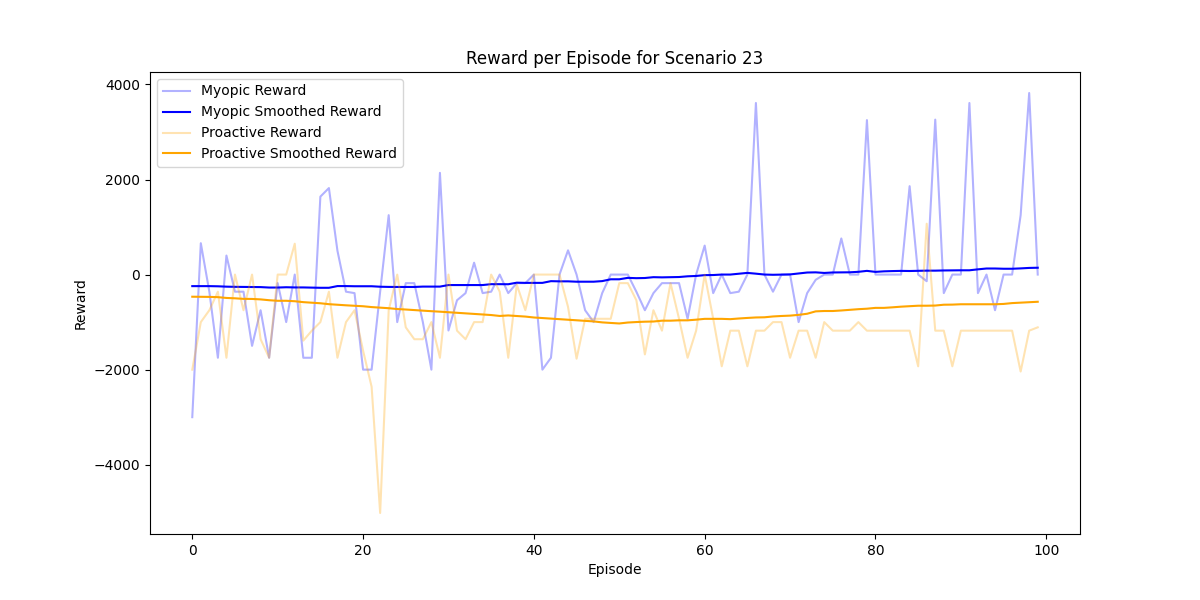 Reward per Episode for Scenario 23
Myopic Reward
Myopic Smoothed Reward
Proactive Reward
Proactive Smoothed Reward
4000
2000
0
−2000
−4000
Reward
0 20 40 60 80 100
Episode